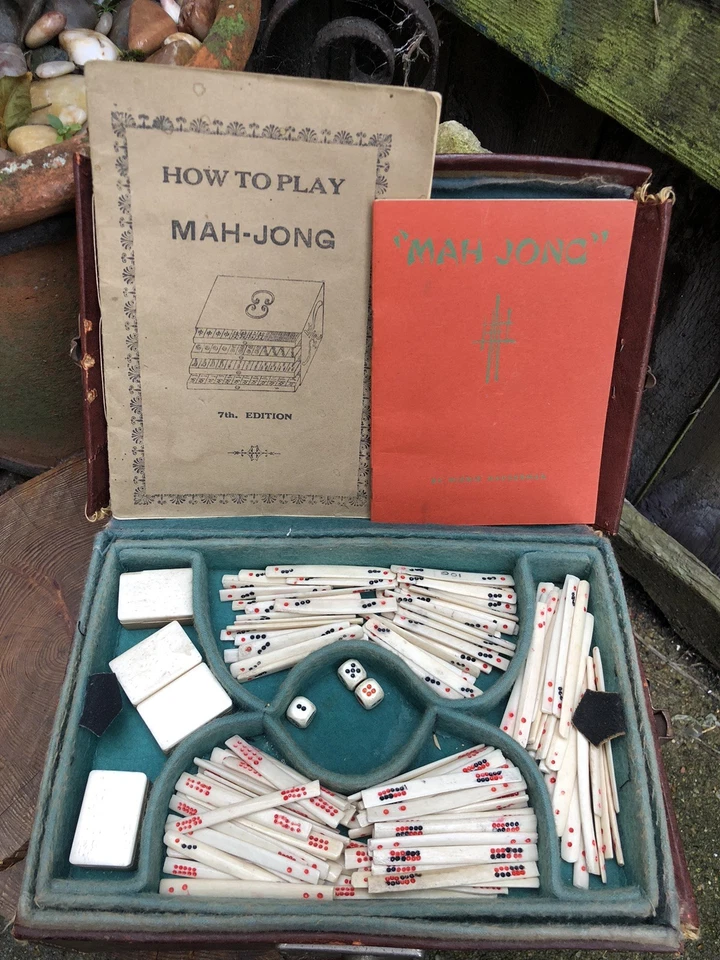 HOW TO PLAY
MAH-JONG
7th. EDITION
"MAH JONG"